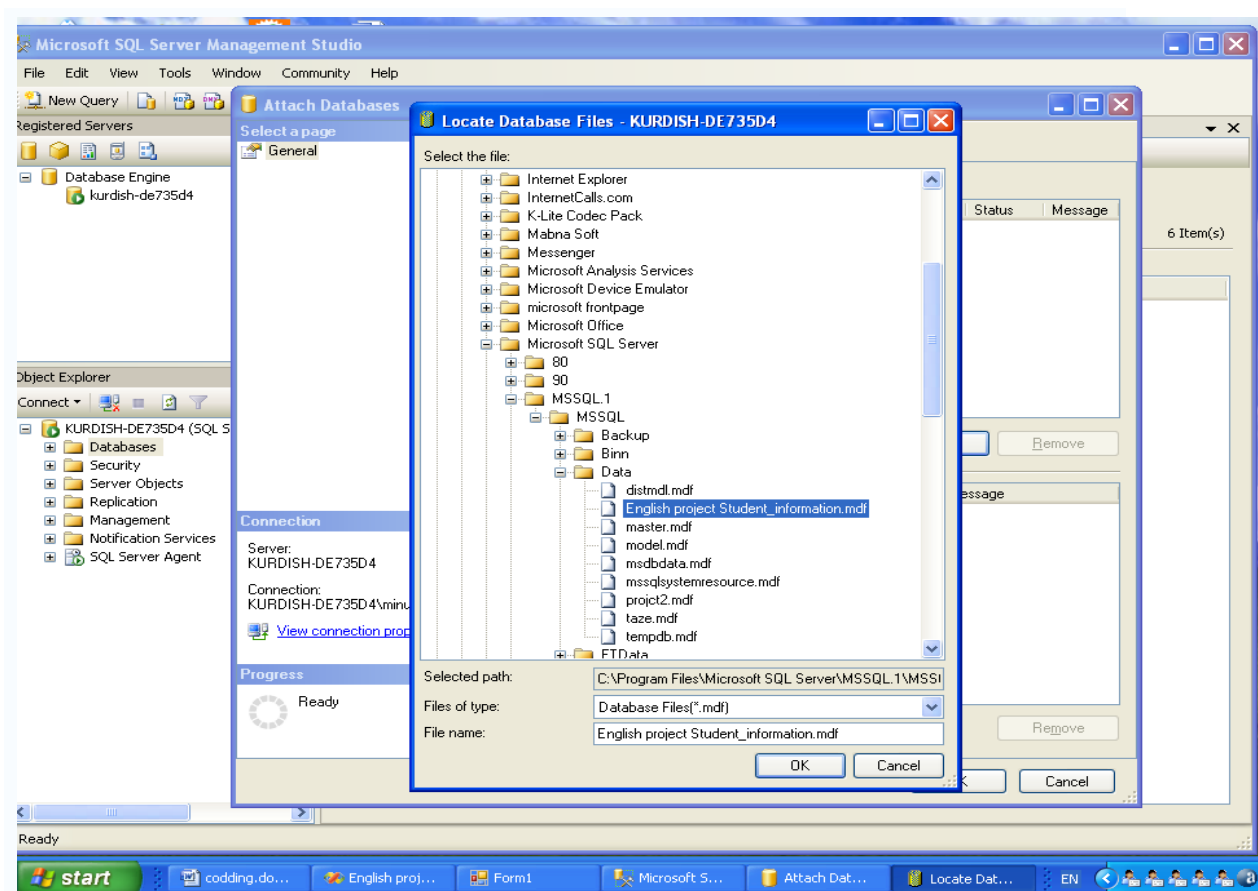 Microsoft SQL Server Management Studio
File Edit View Tools Window Community Help
New Query
Registered Servers
Database Engine
kurdish-de735d4
Object Explorer
Connect
KURDISH-DE735D4 (SQL S
Databases
Security
Server Objects
Replication
Management
Notification Services
SQL Server Agent
Ready
Attach Databases
Select a page
General
Connection
Server:
KURDISH-DE735D4
Connection:
KURDISH-DE735D4\minu
View connection prop
Progress
Ready
Status Message
6 Item(s)
Remove
essage
Remove
Cancel
Locate Database Files - KURDISH-DE735D4
Select the file:
Internet Explorer
InternetCalls.com
K-Lite Codec Pack
Mabna Soft
Messenger
Microsoft Analysis Services
Microsoft Device Emulator
microsoft frontpage
Microsoft Office
Microsoft SQL Server
80
90
MSSQL.1
MSSQL
Backup
Binn
Data
distmdl.mdf
English project Student_information.mdf
master.mdf
model.mdf
msdbdata.mdf
mssqlsystemresource.mdf
projct2.mdf
taze.mdf
tempdb.mdf
FTData
Selected path: C:\Program Files\Microsoft SQL Server\MSSQL.1\MSS
Files of type: Database Files(*.mdf)
File name: English project Student_information.mdf
OK Cancel
start codding.do... English proj... Form1 Microsoft S... Attach Dat... Locate Dat... EN